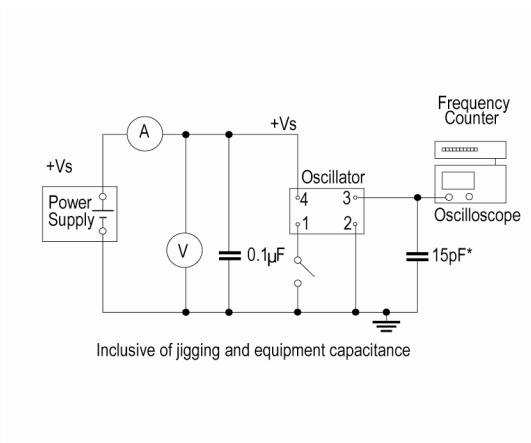 Frequency
Counter
A
+Vs
+Vs
Oscillator
Power
Supply
4
3
1
2
Oscilloscope
V
0.1µF
15pF*
Inclusive of jigging and equipment capacitance